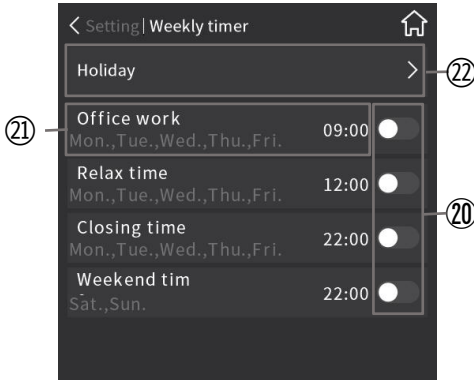 Setting | Weekly timer
Holiday
㉒
㉑
Office work
Mon.,Tue.,Wed.,Thu.,Fri.
09:00
Relax time
Mon.,Tue.,Wed.,Thu.,Fri.
12:00
⑳
Closing time
Mon.,Tue.,Wed.,Thu.,Fri.
22:00
Weekend tim
Sat.,Sun.
22:00